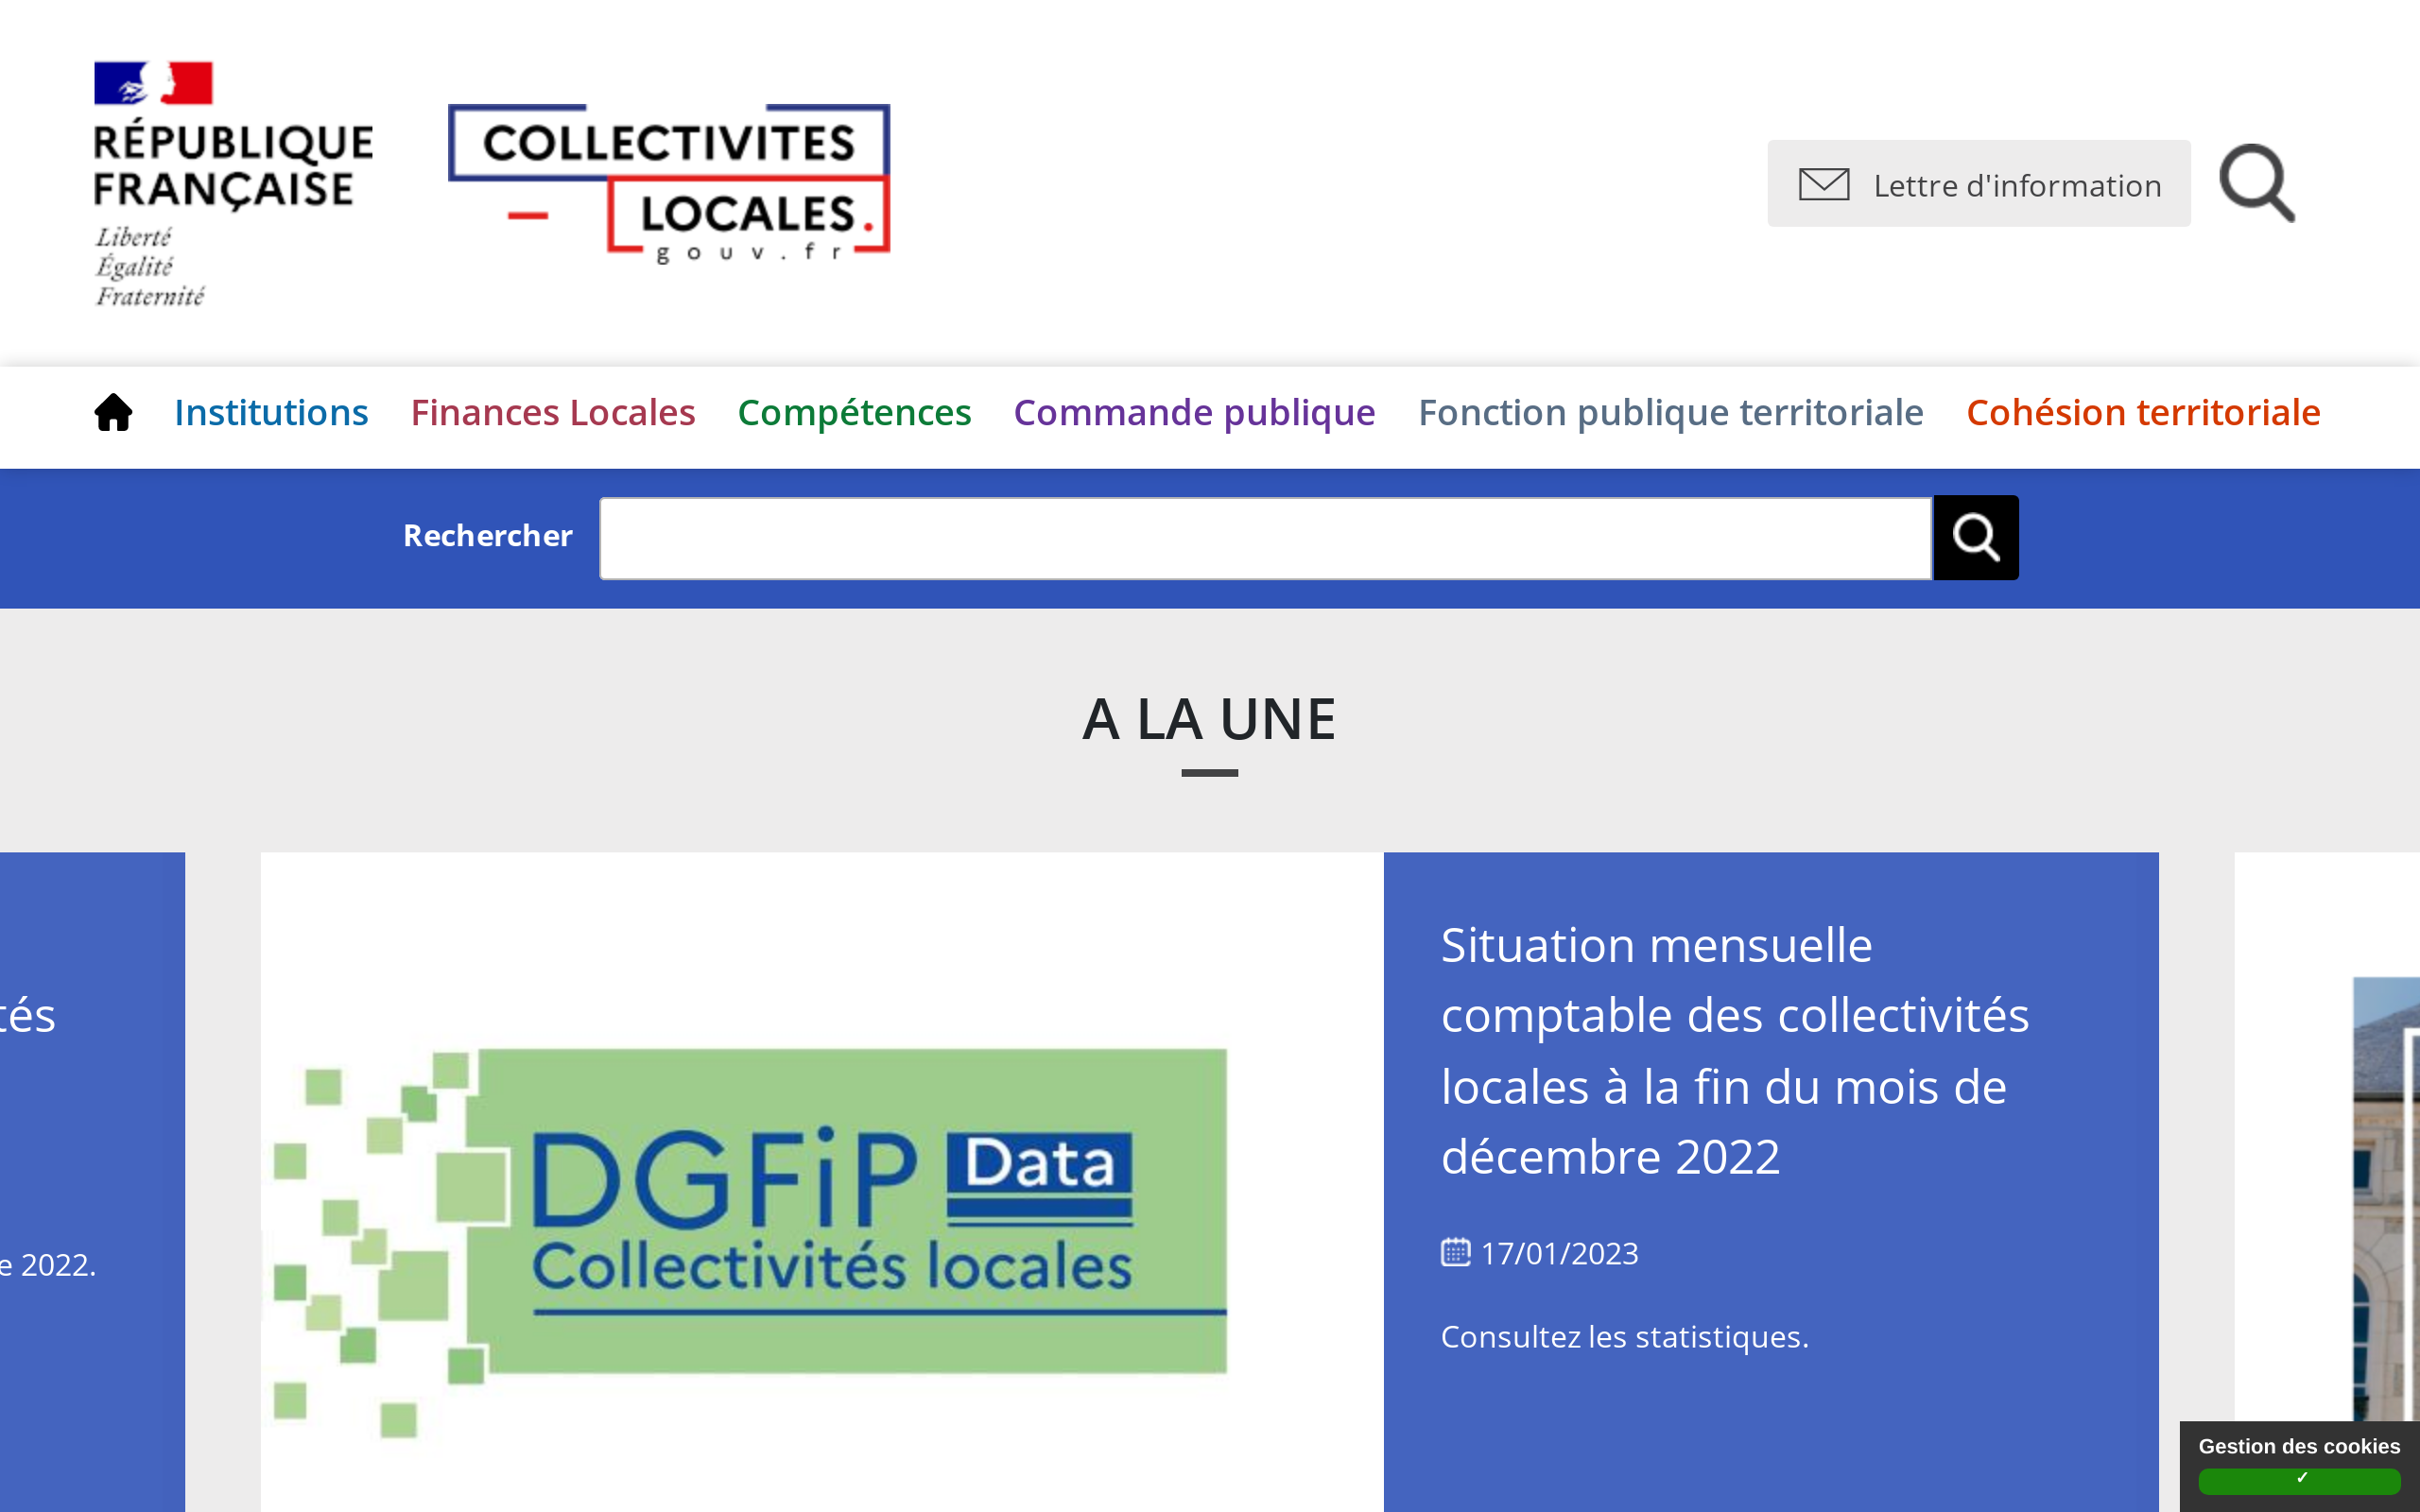 RÉPUBLIQUE
FRANÇAISE
Liberté
Égalité
Fraternité
COLLECTIVITES
LOCALES.
gouv.fr
Lettre d'information
Institutions Finances Locales Compétences Commande publique Fonction publique territoriale Cohésion territoriale
Rechercher
A LA UNE
tés
e 2022.
DGFiP Data
Collectivités locales
Situation mensuelle
comptable des collectivités
locales à la fin du mois de
décembre 2022
17/01/2023
Consultez les statistiques.
Gestion des cookies
✓